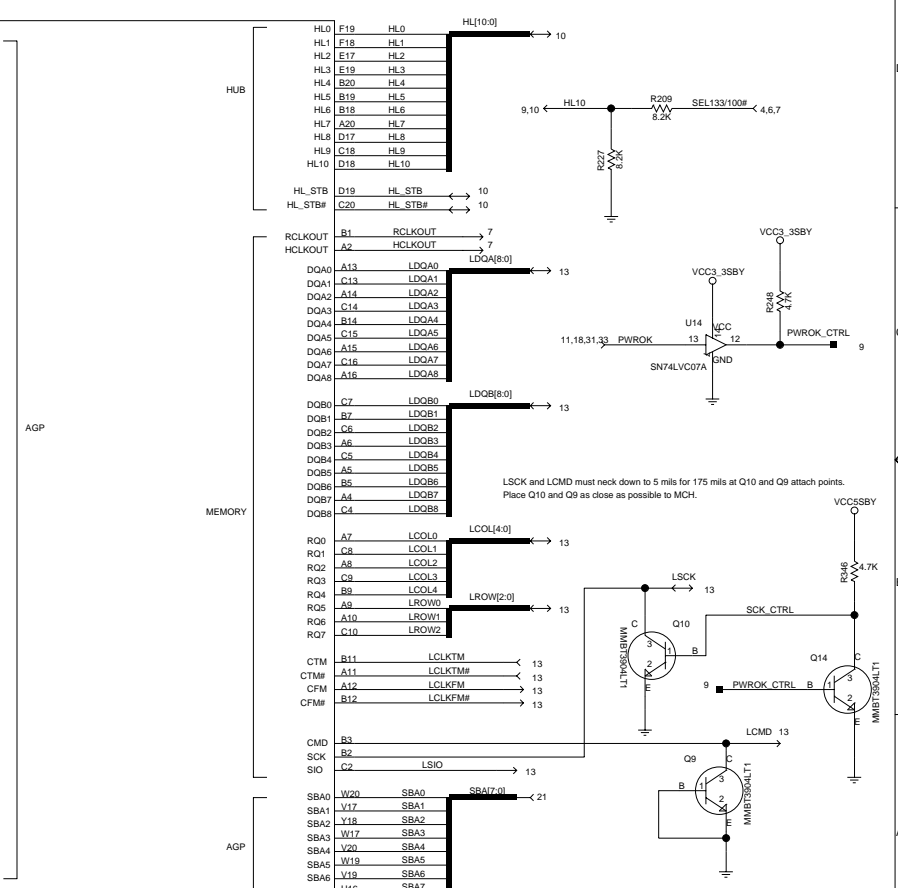 HL[10:0]
HL0 F19 HL0
10
HL1 F18 HL1
HL2 E17 HL2
HL3 E19 HL3
HUB HL4 B20 HL4
HL5 B19 HL5
HL6 B18 HL6
HL7 A20 HL7
HL8 D17 HL8
HL9 C18 HL9
HL10 D18 HL10
HL_STB D19 HL_STB 10
HL_STB# C20 HL_STB# 10
9,10 HL10 R209 8.2K SEL133/100# 4,6,7
R227 8.2K
RCLKOUT B1 RCLKOUT 7
HCLKOUT A2 HCLKOUT 7
LDQA[8:0]
DQA0 A13 LDQA0 13
DQA1 C13 LDQA1
DQA2 A14 LDQA2
DQA3 C14 LDQA3
DQA4 B14 LDQA4
DQA5 C15 LDQA5
DQA6 A15 LDQA6
DQA7 C16 LDQA7
DQA8 A16 LDQA8
VCC3_3SBY
VCC3_3SBY
R248 4.7K
U14 VCC 14
11,18,31,33 PWROK 13 12 PWROK_CTRL 9
7 GND
SN74LVC07A
LDQB[8:0]
DQB0 C7 LDQB0 13
DQB1 B7 LDQB1
DQB2 C6 LDQB2
DQB3 A6 LDQB3
DQB4 C5 LDQB4
DQB5 A5 LDQB5
DQB6 B5 LDQB6
DQB7 A4 LDQB7
DQB8 C4 LDQB8
AGP
MEMORY
LSCK and LCMD must neck down to 5 mils for 175 mils at Q10 and Q9 attach points.
Place Q10 and Q9 as close as possible to MCH.
LCOL[4:0]
RQ0 A7 LCOL0 13
RQ1 C8 LCOL1
RQ2 A8 LCOL2
RQ3 C9 LCOL3
RQ4 B9 LCOL4
LROW[2:0]
RQ5 A9 LROW0 13
RQ6 A10 LROW1
RQ7 C10 LROW2
CTM B11 LCLKTM 13
CTM# A11 LCLKTM# 13
CFM A12 LCLKFM 13
CFM# B12 LCLKFM# 13
VCC5SBY
R346 4.7K
LSCK 13
SCK_CTRL
C Q10
3
1 B
2
E
MMBT3904LT1
Q14 C
3
9 PWROK_CTRL B 1
2
E
MMBT3904LT1
CMD B3
LCMD 13
SCK B2
SIO C2 LSIO 13
Q9 C
3
B 1
2
E
MMBT3904LT1
SBA[7:0]
SBA0 W20 SBA0 21
SBA1 V17 SBA1
SBA2 Y18 SBA2
SBA3 W17 SBA3
AGP SBA4 V20 SBA4
SBA5 W19 SBA5
SBA6 V19 SBA6
U16 SBA7